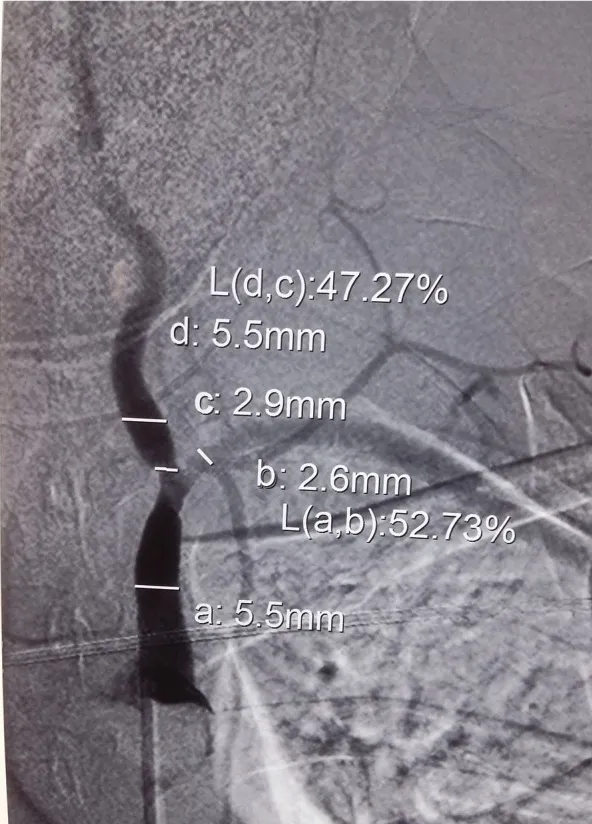 L(d,c):47.27%
d: 5.5mm
c: 2.9mm
b: 2.6mm
L(a,b):52.73%
a: 5.5mm